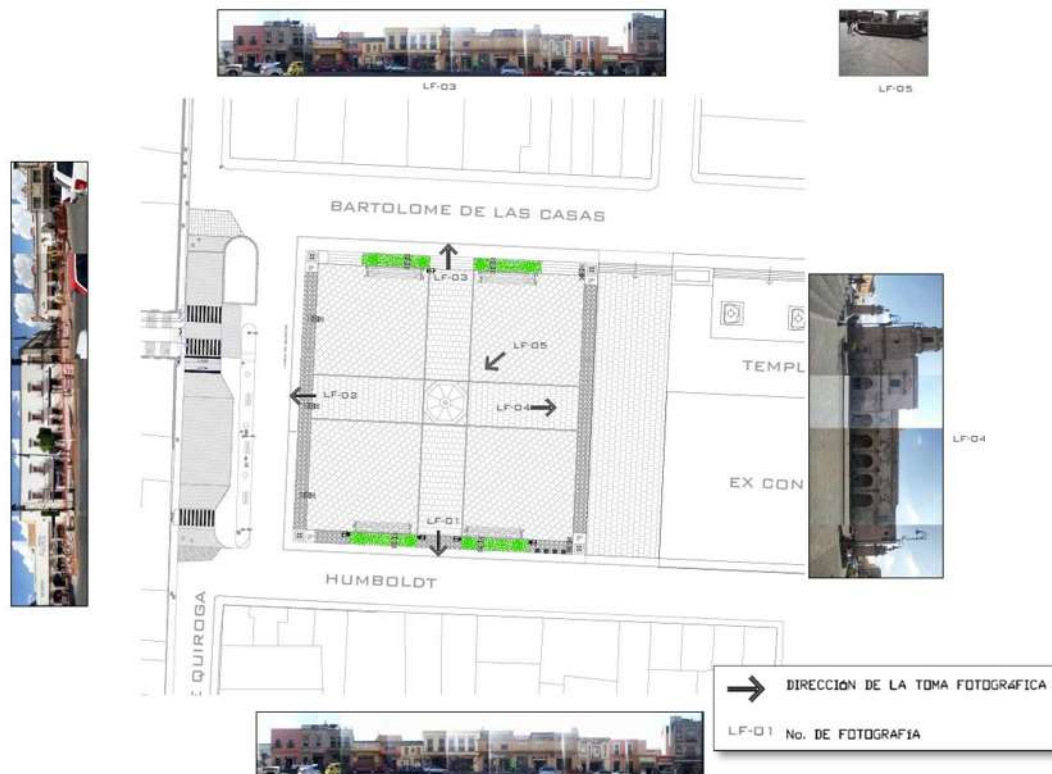 LF-03
LF-05
BARTOLOME DE LAS CASAS
LF-03
LF-05
TEMPL
LF-02
LF-04
LF-04
EX CON
LF-01
HUMBOLDT
E QUIROGA
DIRECCIÓN DE LA TOMA FOTOGRÁFICA
LF-01 No. DE FOTOGRAFÍA